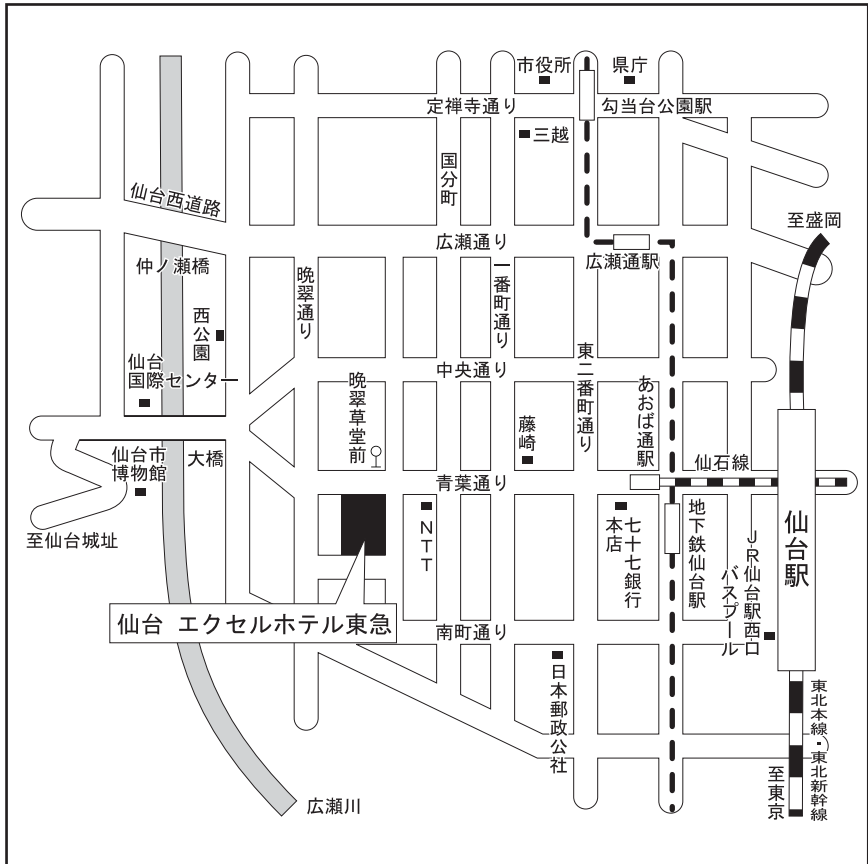 市役所
県庁
定禅寺通り
勾当台公園駅
三越
国分町
仙台西道路
至盛岡
広瀬通り
広瀬通駅
仲ノ瀬橋
晩翠通り
一番町通り
西公園
東二番町通り
仙台
国際センター
中央通り
晩翠草堂前
あおば通駅
藤崎
仙台市
博物館
大橋
仙石線
青葉通り
至仙台城址
NTT
七十七銀行
本店
地下鉄仙台駅
仙台駅
JR仙台駅西口
バスプール
仙台 エクセルホテル東急
南町通り
日本郵政公社
東北本線・東北新幹線
至東京
広瀬川